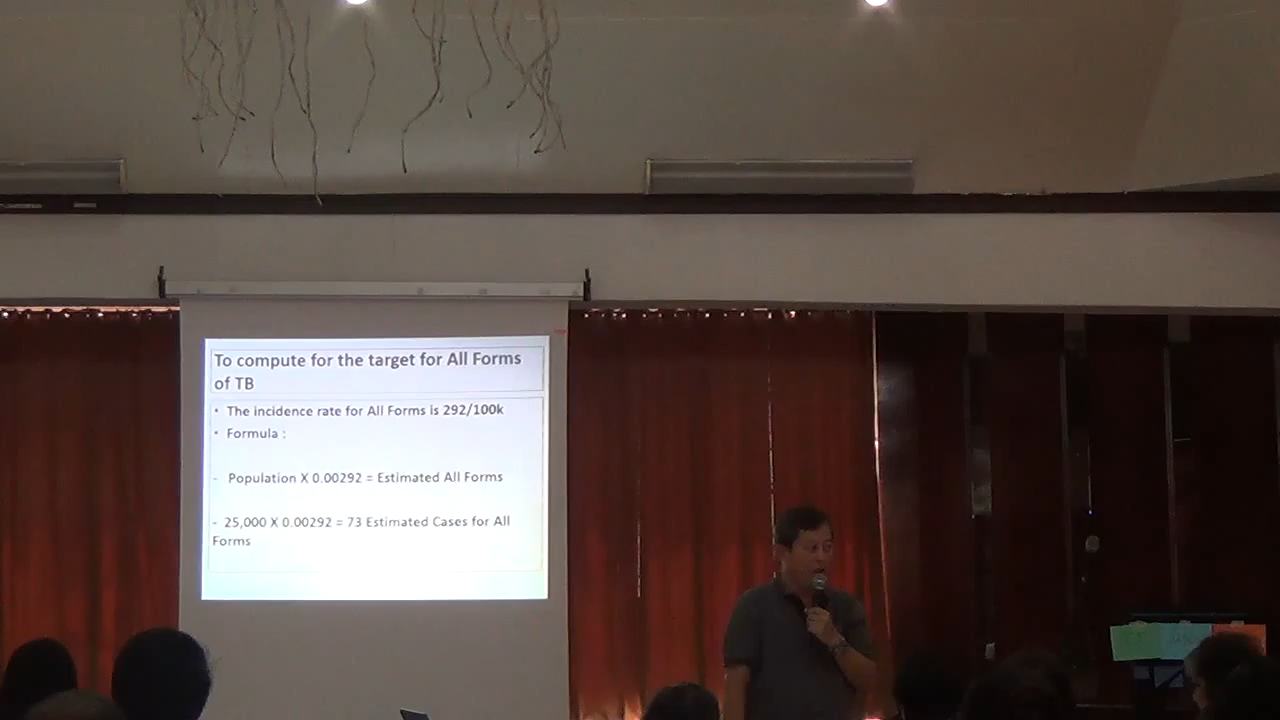 To compute for the target for All Forms
of TB
• The incidence rate for All Forms is 292/100k
• Formula :
- Population X 0.00292 = Estimated All Forms
- 25,000 X 0.00292 = 73 Estimated Cases for All
Forms